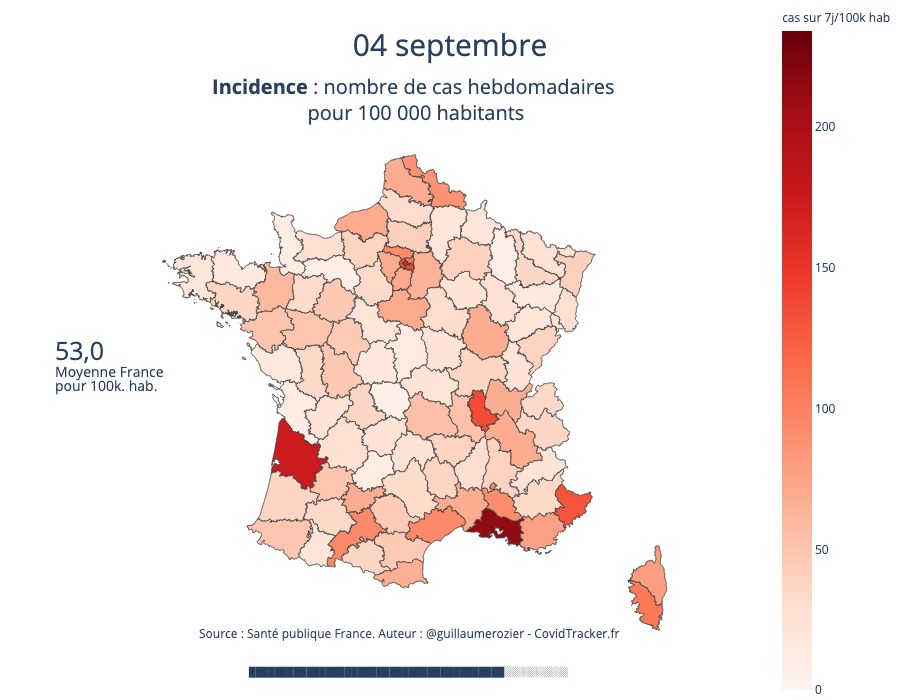 cas sur 7j/100k hab
04 septembre
Incidence : nombre de cas hebdomadaires
pour 100 000 habitants
200
150
100
50
0
53,0
Moyenne France
pour 100k. hab.
Source : Santé publique France. Auteur : @guillaumerozier - CovidTracker.fr